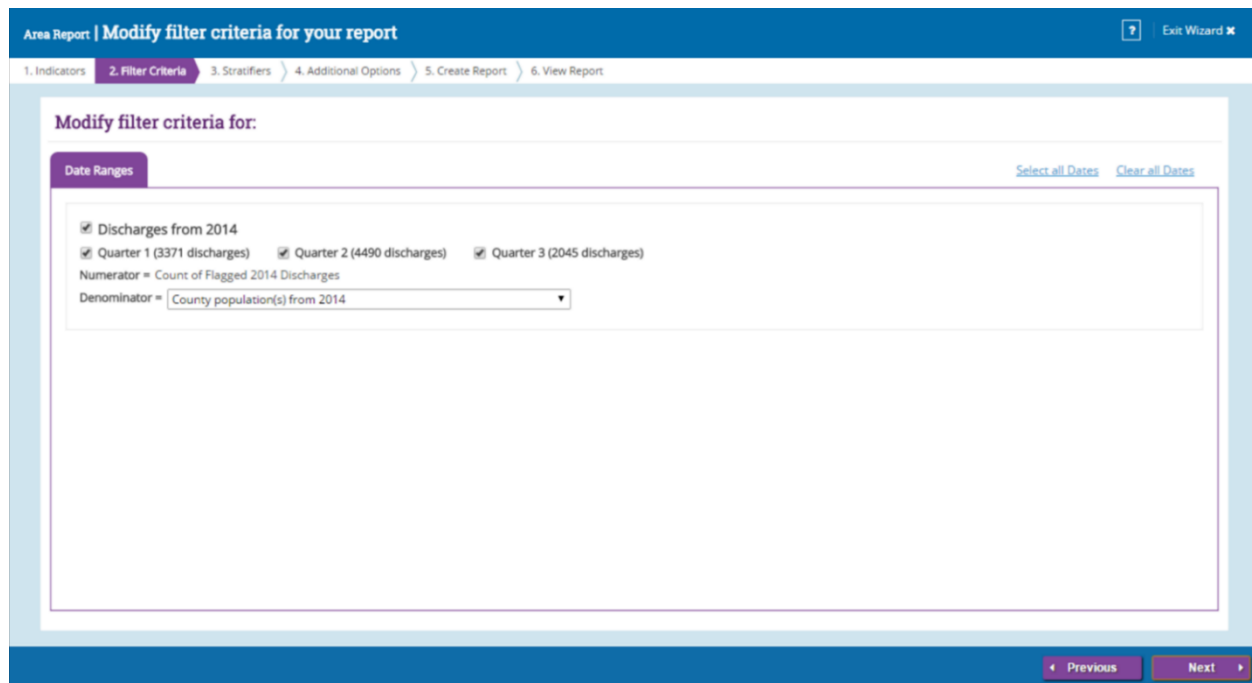 Area Report | Modify filter criteria for your report ? Exit Wizard ✖
1. Indicators 2. Filter Criteria 3. Stratifiers 4. Additional Options 5. Create Report 6. View Report
Modify filter criteria for:
Date Ranges Select all Dates Clear all Dates
Discharges from 2014
Quarter 1 (3371 discharges) Quarter 2 (4490 discharges) Quarter 3 (2045 discharges)
Numerator = Count of Flagged 2014 Discharges
Denominator = County population(s) from 2014
Previous Next